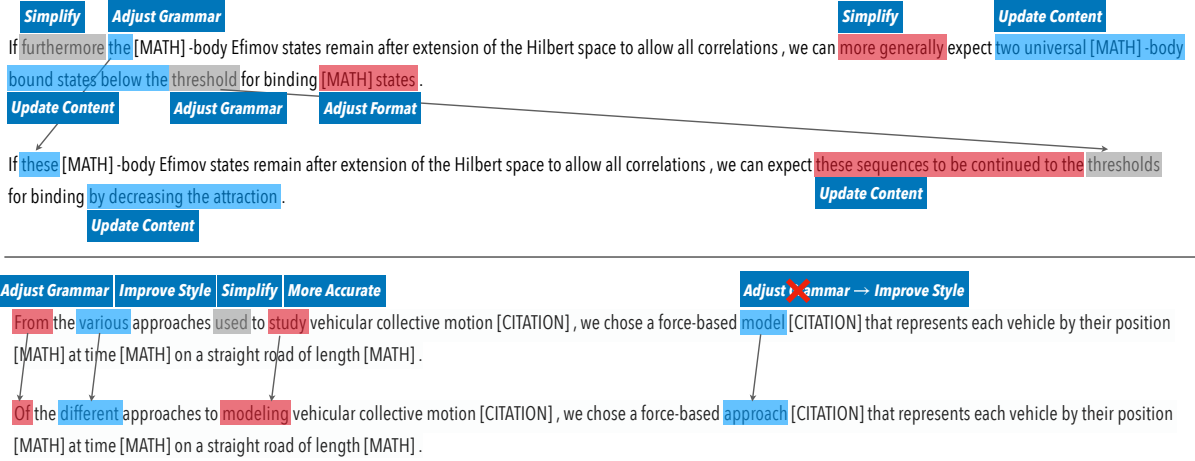 Simplify Adjust Grammar Simplify Update Content
If furthermore the [MATH] -body Efimov states remain after extension of the Hilbert space to allow all correlations , we can more generally expect two universal [MATH] -body
bound states below the threshold for binding [MATH] states .
Update Content Adjust Grammar Adjust Format
If these [MATH] -body Efimov states remain after extension of the Hilbert space to allow all correlations , we can expect these sequences to be continued to the thresholds
for binding by decreasing the attraction .
Update Content
Update Content
Adjust Grammar Improve Style Simplify More Accurate Adjust Grammar → Improve Style
From the various approaches used to study vehicular collective motion [CITATION] , we chose a force-based model [CITATION] that represents each vehicle by their position
[MATH] at time [MATH] on a straight road of length [MATH] .
Of the different approaches to modeling vehicular collective motion [CITATION] , we chose a force-based approach [CITATION] that represents each vehicle by their position
[MATH] at time [MATH] on a straight road of length [MATH] .